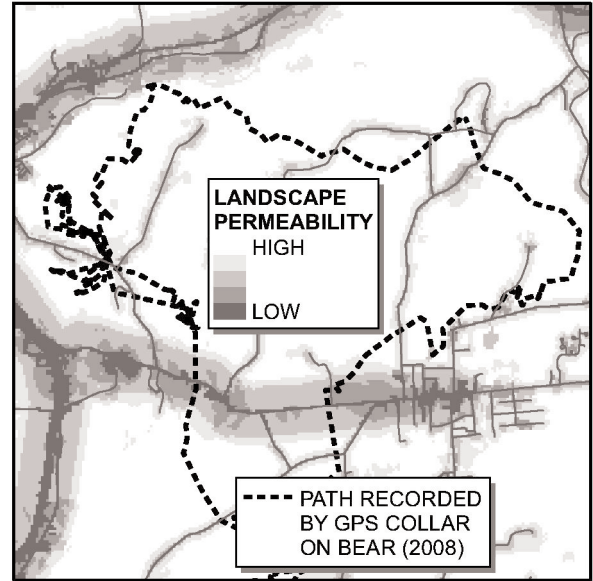 LANDSCAPE
PERMEABILITY
HIGH
LOW
PATH RECORDED
BY GPS COLLAR
ON BEAR (2008)